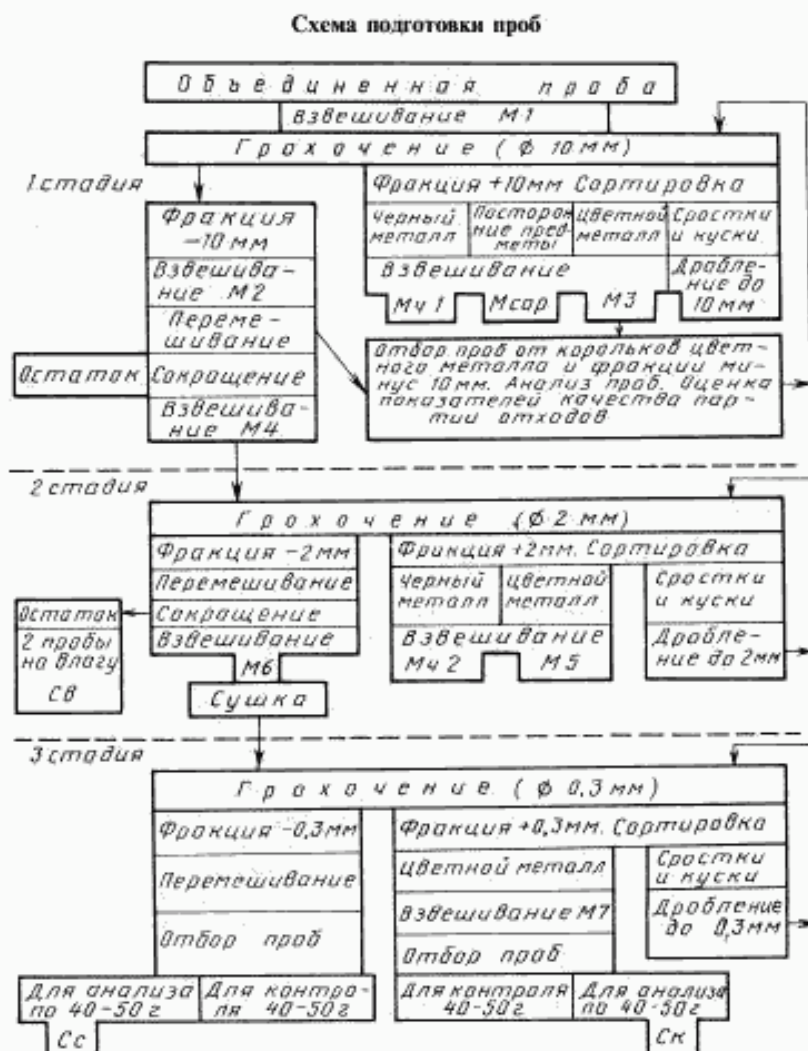 Схема подготовки проб
Объединенная проба
Взвешивание М1
Грохочение (ϕ 10 мм)
1 стадия
Фракция
−10 мм
Взвешива-
ние М2
Переме-
шивание
Остаток
Сокращение
Взвешива-
ние М4
Фракция +10мм Сортировка
Черный
металл
Посторон-
ние пред-
меты
Цветной
металл
Сростки
и куски
Взвешивание
Мч 1
Мсор
М3
Дробле-
ние до
10мм
Отбор проб от корольков цвет-
ного металла и фракции ми-
нус 10мм. Анализ проб. Оценка
показателей качества пар-
тии отходов
2 стадия
Грохочение (ϕ 2 мм)
Фракция −2мм
Перемешивание
Сокращение
Взвешивание
М6
Сушка
Остаток
2 пробы
на влагу
СВ
Фракция +2мм. Сортировка
Черный
металл
Цветной
металл
Сростки
и куски
Взвешивание
Мч 2
М5
Дробле-
ние до 2мм
3 стадия
Грохочение (ϕ 0,3 мм)
Фракция −0,3мм
Перемешивание
Отбор проб
Для анализа
по 40−50 г
Для контро-
ля 40−50г
Сс
Фракция +0,3мм. Сортировка
Цветной металл
Взвешивание М7
Отбор проб
Сростки
и куски
Дробление
до 0,3мм
Для контроля
40−50г
Для анализа
по 40−50г
Ск